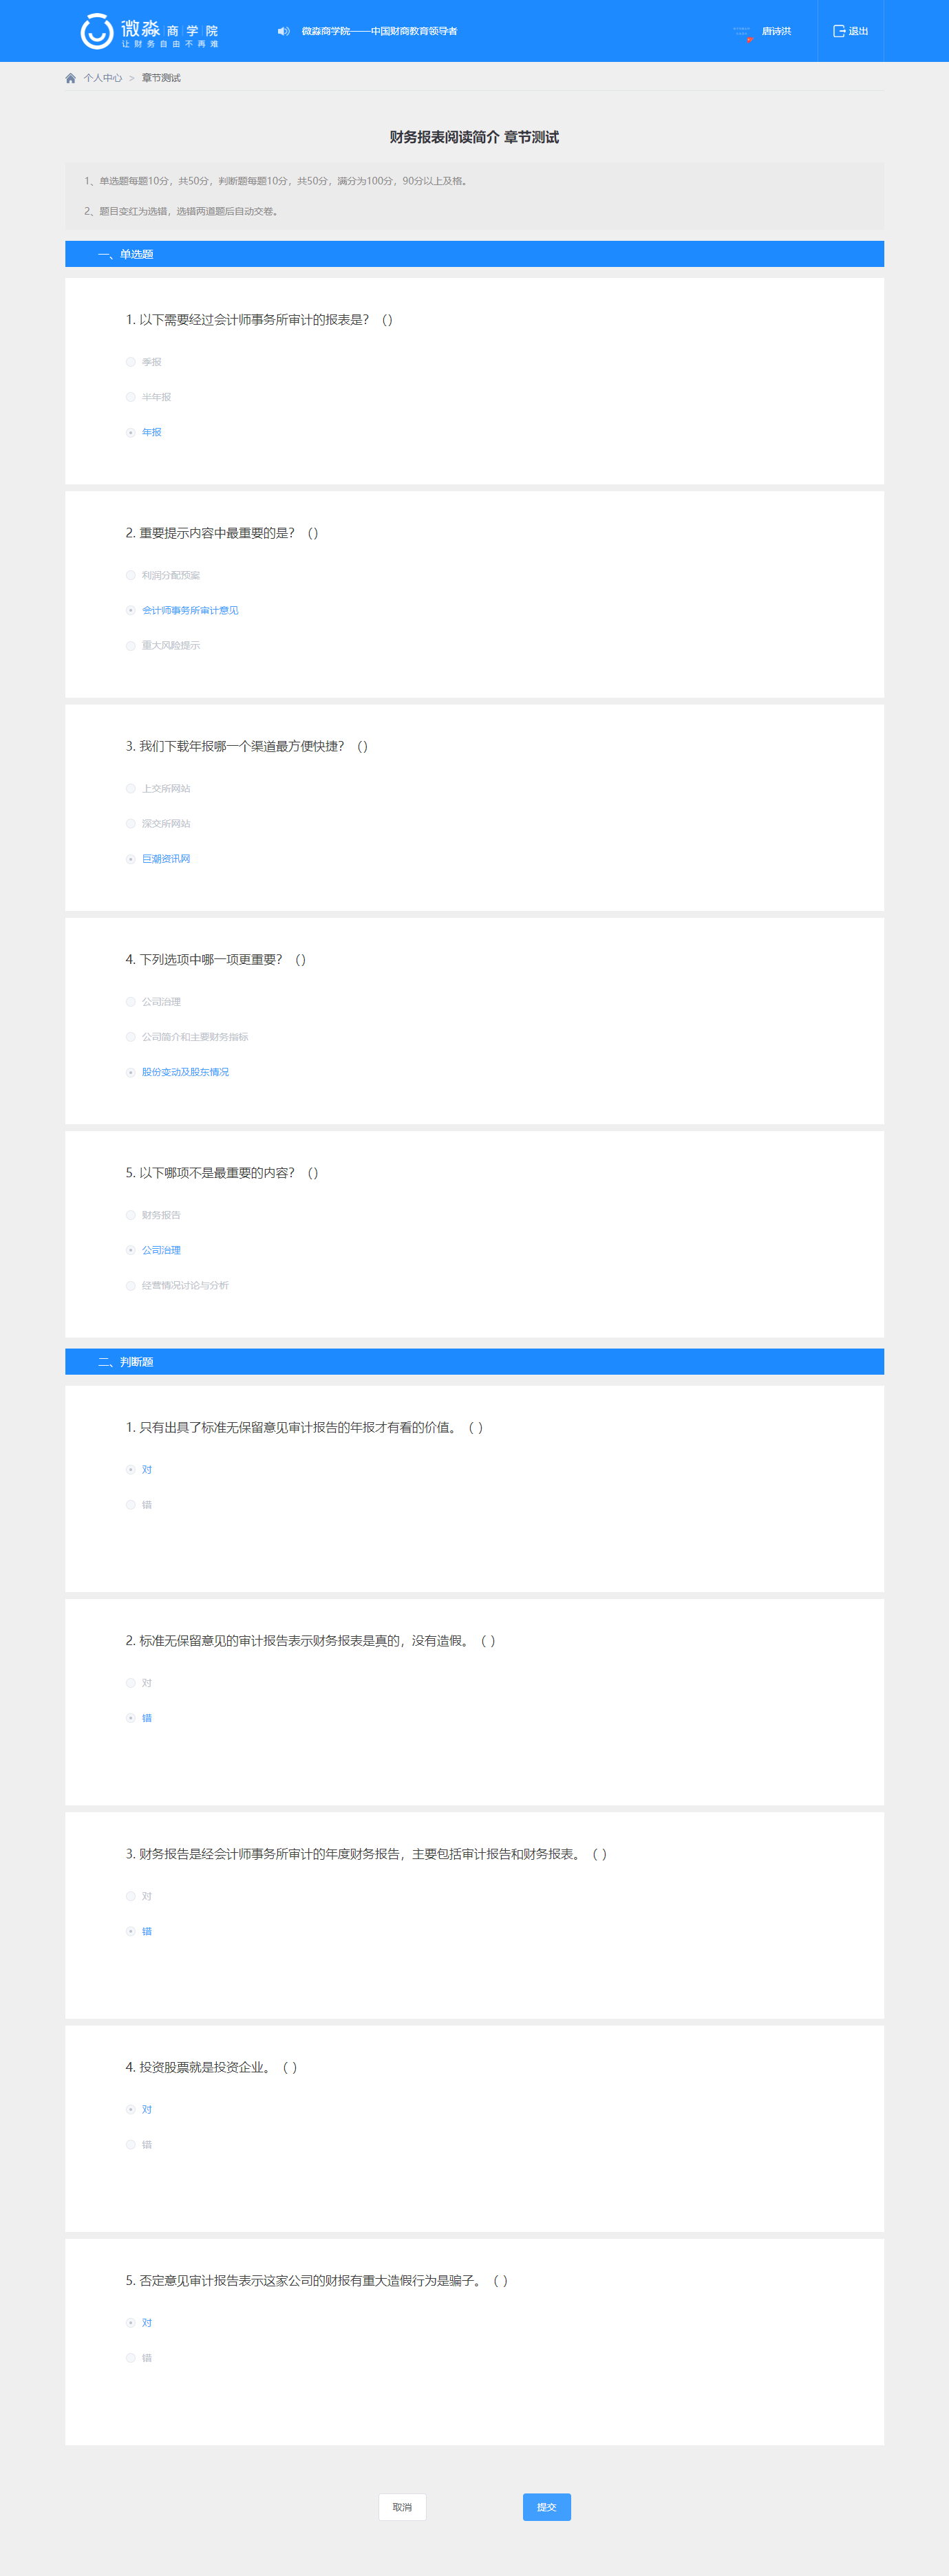 微淼 商 学 院
让 财 务 自 由 不 再 难
微淼商学院——中国财商教育领导者
唐诗洪
退出
个人中心 > 章节测试
财务报表阅读简介 章节测试
1、单选题每题10分，共50分，判断题每题10分，共50分，满分为100分，90分以上及格。
2、题目变红为选错，选错两道题后自动交卷。
一、单选题
1. 以下需要经过会计师事务所审计的报表是？（）
季报
半年报
年报
2. 重要提示内容中最重要的是？（）
利润分配预案
会计师事务所审计意见
重大风险提示
3. 我们下载年报哪一个渠道最方便快捷？（）
上交所网站
深交所网站
巨潮资讯网
4. 下列选项中哪一项更重要？（）
公司治理
公司简介和主要财务指标
股份变动及股东情况
5. 以下哪项不是最重要的内容？（）
财务报告
公司治理
经营情况讨论与分析
二、判断题
1. 只有出具了标准无保留意见审计报告的年报才有看的价值。（ ）
对
错
2. 标准无保留意见的审计报告表示财务报表是真的，没有造假。（ ）
对
错
3. 财务报告是经会计师事务所审计的年度财务报告，主要包括审计报告和财务报表。（ ）
对
错
4. 投资股票就是投资企业。（ ）
对
错
5. 否定意见审计报告表示这家公司的财报有重大造假行为是骗子。（ ）
对
错
取消
提交